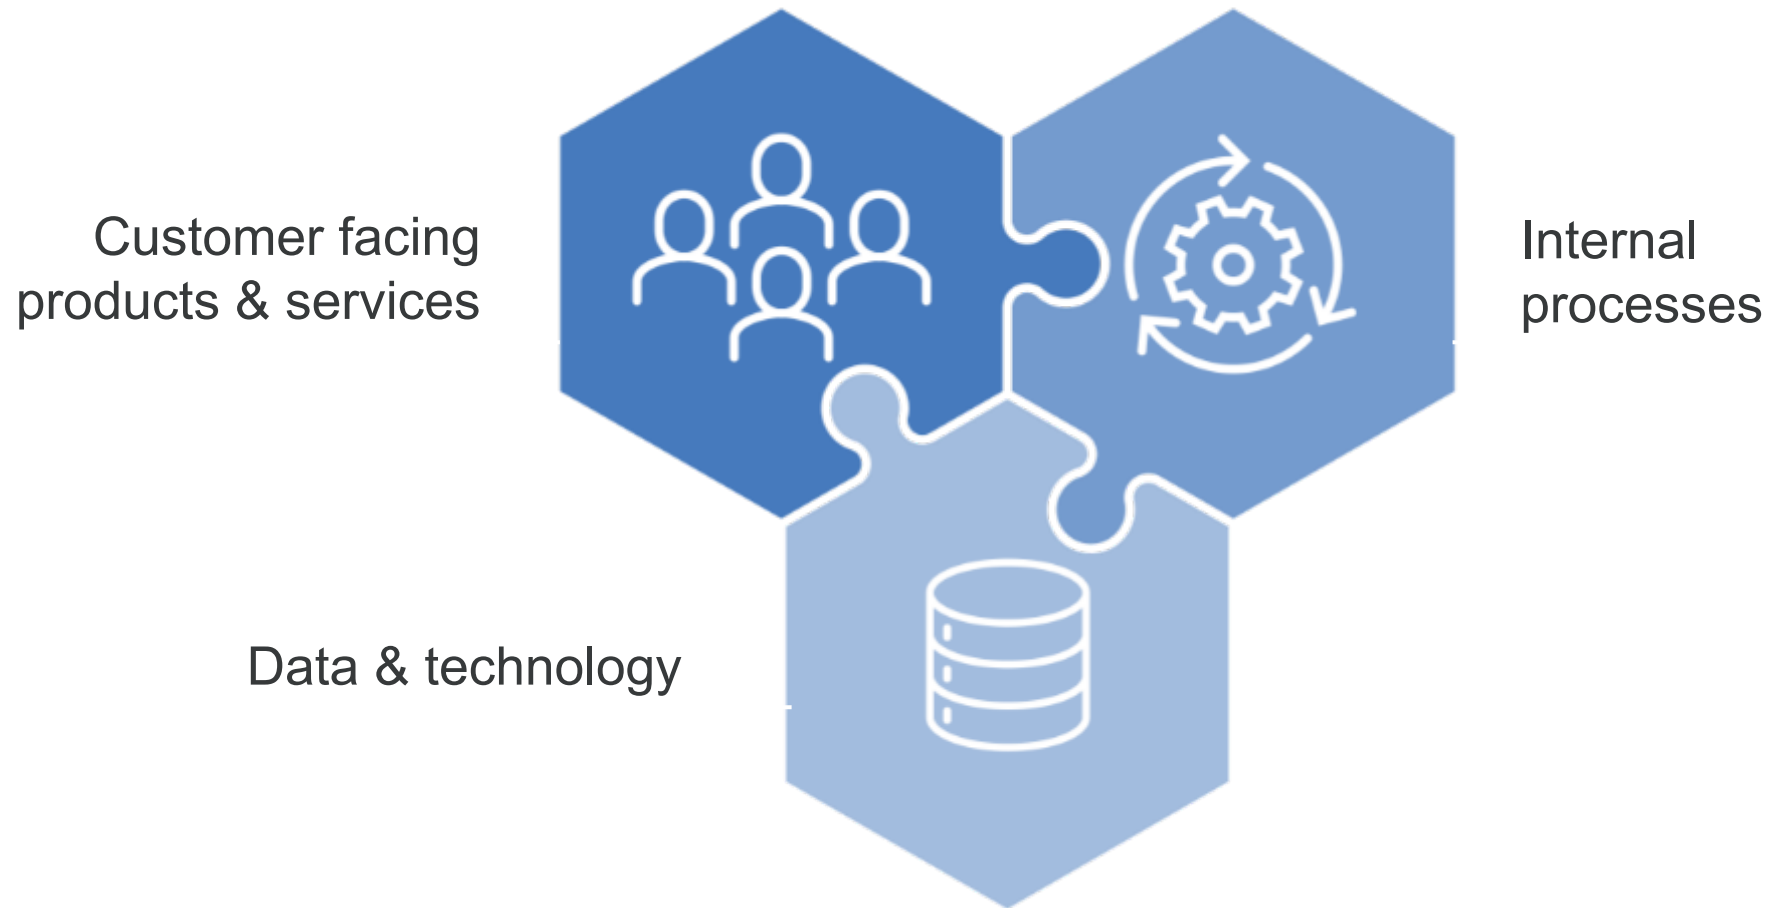 Customer facing
products & services
Internal
processes
Data & technology